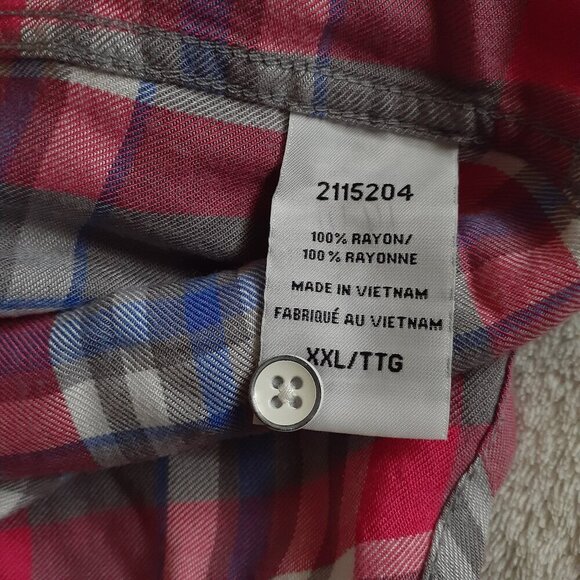 2115204
100% RAYON/
100% RAYONNE
MADE IN VIETNAM
FABRIQUÉ AU VIETNAM
XXL/TTG